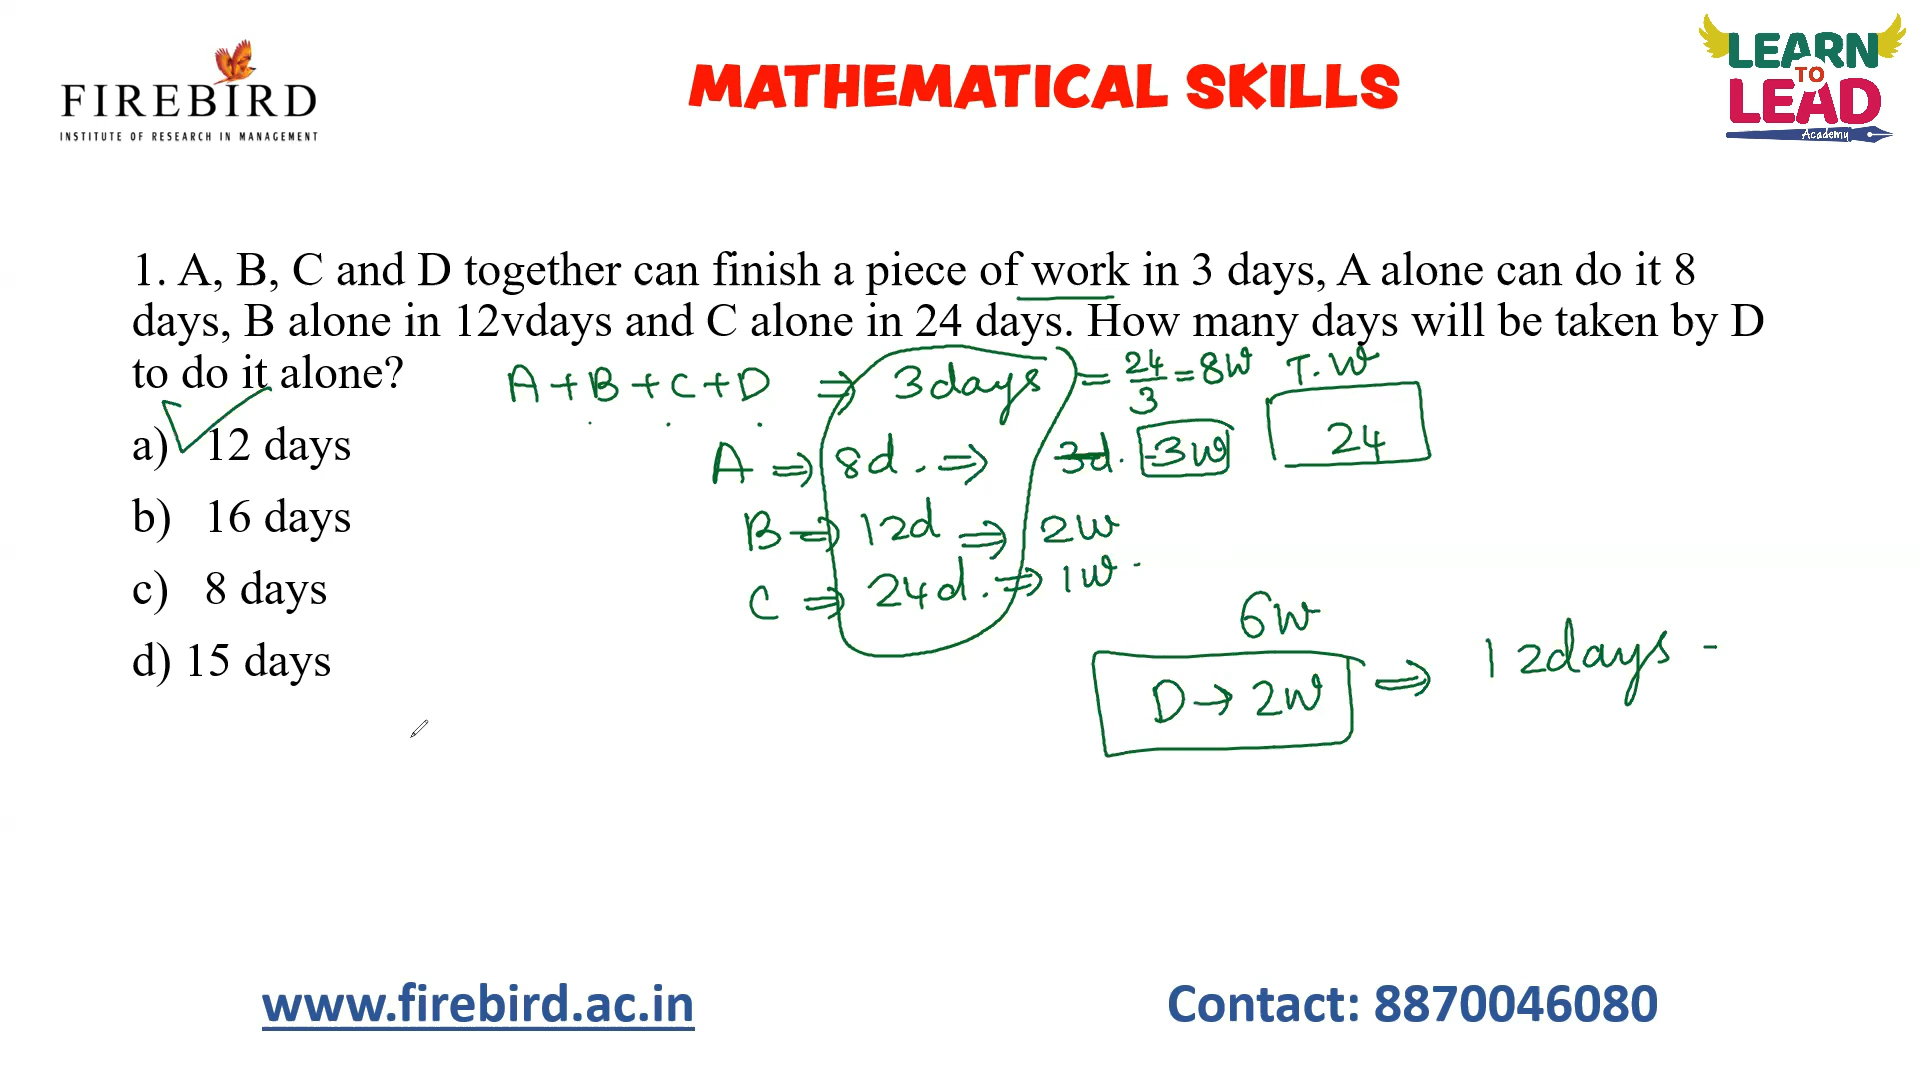 FIREBIRD
INSTITUTE OF RESEARCH IN MANAGEMENT
MATHEMATICAL SKILLS
LEARN
TO
LEAD
Academy
1. A, B, C and D together can finish a piece of work in 3 days, A alone can do it 8
days, B alone in 12vdays and C alone in 24 days. How many days will be taken by D
to do it alone?
A+B+C+D ⇒ 3days = 24/3 = 8W T.W
24
a) 12 days
A ⇒ 8d. ⇒ 3d. 3W
b) 16 days
B ⇒ 12d ⇒ 2W
c) 8 days
C ⇒ 24d. ⇒ 1W
6W
d) 15 days
D → 2W ⇒ 12days
www.firebird.ac.in
Contact: 8870046080